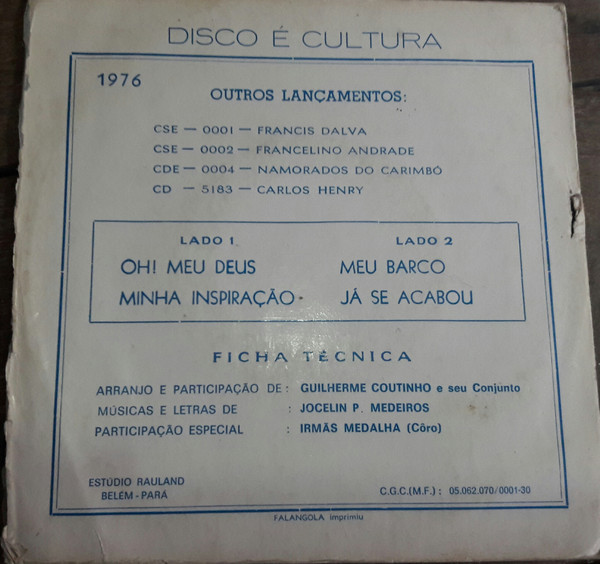 DISCO É CULTURA
1976
OUTROS LANÇAMENTOS:
CSE — 0001 — FRANCIS DALVA
CSE — 0002 — FRANCELINO ANDRADE
CDE — 0004 — NAMORADOS DO CARIMBÓ
CD — 5183 — CARLOS HENRY
LADO 1
OH! MEU DEUS
MINHA INSPIRAÇÃO
LADO 2
MEU BARCO
JÁ SE ACABOU
FICHA TÉCNICA
ARRANJO E PARTICIPAÇÃO DE: GUILHERME COUTINHO e seu Conjunto
MÚSICAS E LETRAS DE : JOCELIN P. MEDEIROS
PARTICIPAÇÃO ESPECIAL : IRMÃS MEDALHA (Côro)
ESTÚDIO RAULAND
BELÉM - PARÁ
C.G.C.(M.F.) : 05.062.070/0001-30
FALANGOLA imprimiu